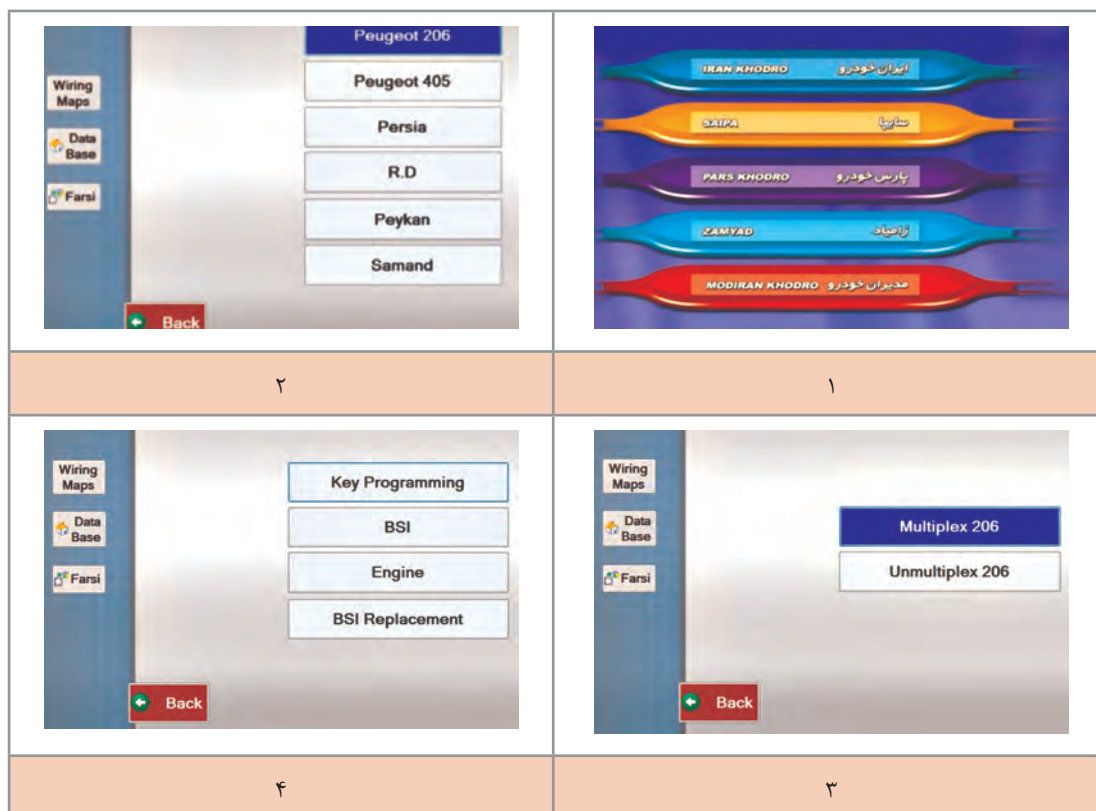 IRAN KHODRO ایران خودرو
SAIPA سایپا
PARS KHODRO پارس خودرو
ZAMYAD زامیاد
MODIRAN KHODRO مدیران خودرو
۱
Peugeot 206
Peugeot 405
Persia
R.D
Peykan
Samand
Wiring
Maps
Data
Base
Farsi
Back
۲
Wiring
Maps
Data
Base
Farsi
Multiplex 206
Unmultiplex 206
Back
۳
Wiring
Maps
Data
Base
Farsi
Key Programming
BSI
Engine
BSI Replacement
Back
۴